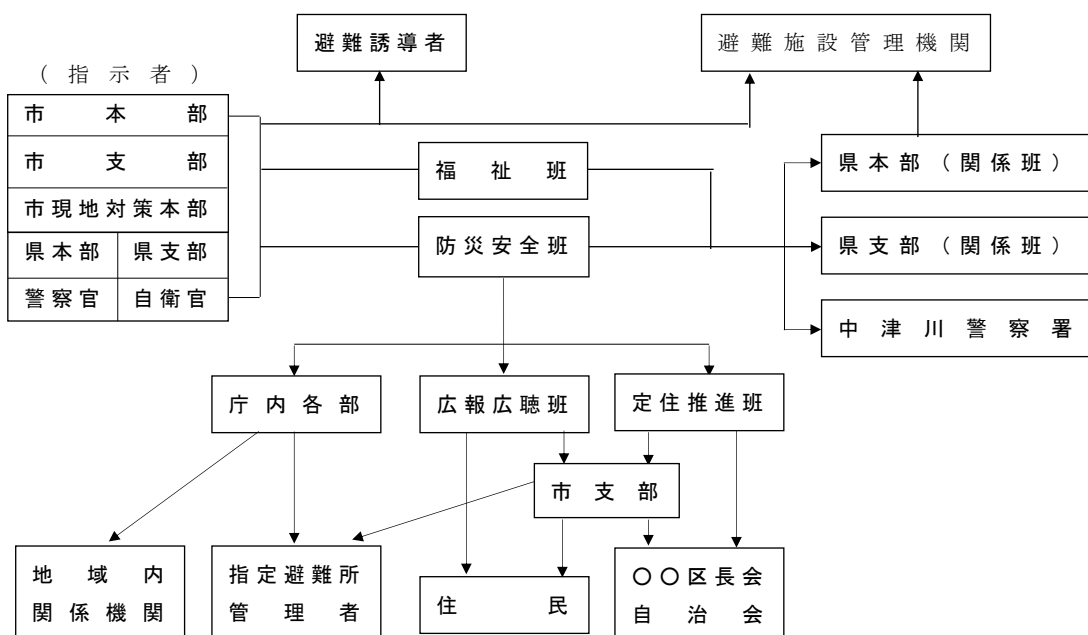 避難誘導者
避難施設管理機関
(指示者)
市本部
市支部
市現地対策本部
県本部 県支部
警察官 自衛官
福祉班
防災安全班
県本部(関係班)
県支部(関係班)
中津川警察署
庁内各部
広報広聴班
定住推進班
市支部
地域内
関係機関
指定避難所
管理者
住民
〇〇区長会
自治会